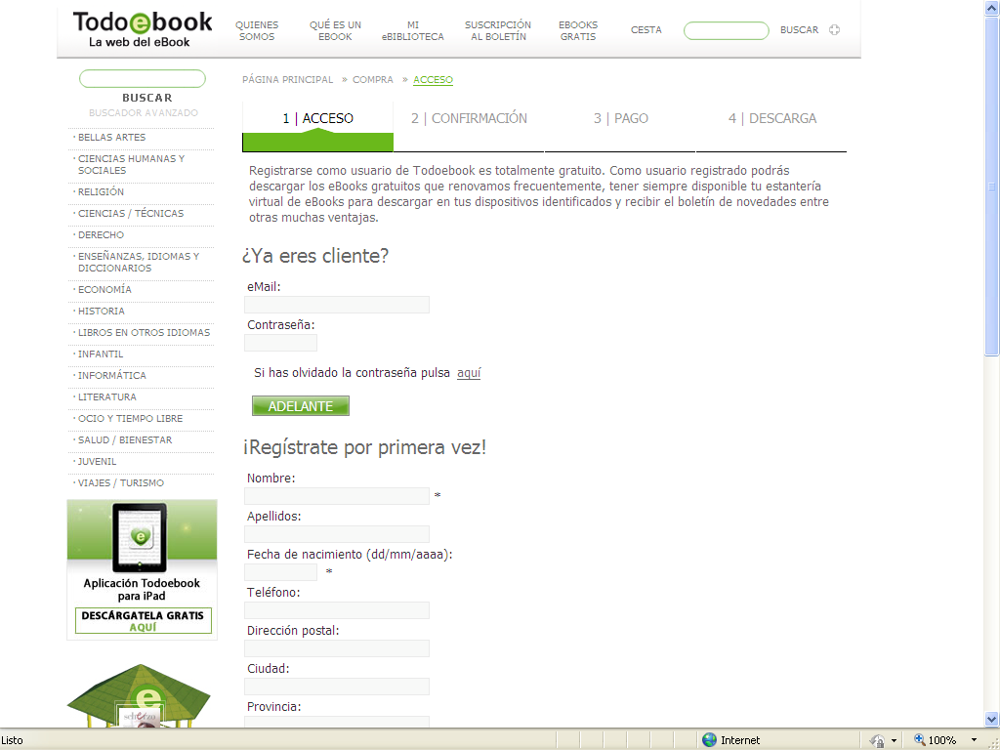 Todoebook
La web del eBook
QUIENES
SOMOS
QUÉ ES UN
EBOOK
MI
eBIBLIOTECA
SUSCRIPCIÓN
AL BOLETÍN
EBOOKS
GRATIS
CESTA
BUSCAR
BUSCAR
BUSCADOR AVANZADO
· BELLAS ARTES
· CIENCIAS HUMANAS Y
SOCIALES
· RELIGIÓN
· CIENCIAS / TÉCNICAS
· DERECHO
· ENSEÑANZAS, IDIOMAS Y
DICCIONARIOS
· ECONOMÍA
· HISTORIA
· LIBROS EN OTROS IDIOMAS
· INFANTIL
· INFORMÁTICA
· LITERATURA
· OCIO Y TIEMPO LIBRE
· SALUD / BIENESTAR
· JUVENIL
· VIAJES / TURISMO
e
Aplicación Todoebook
para iPad
DESCÁRGATELA GRATIS
AQUÍ
e
scherzo
PÁGINA PRINCIPAL » COMPRA » ACCESO
1 | ACCESO
2 | CONFIRMACIÓN
3 | PAGO
4 | DESCARGA
Registrarse como usuario de Todoebook es totalmente gratuito. Como usuario registrado podrás
descargar los eBooks gratuitos que renovamos frecuentemente, tener siempre disponible tu estantería
virtual de eBooks para descargar en tus dispositivos identificados y recibir el boletín de novedades entre
otras muchas ventajas.
¿Ya eres cliente?
eMail:
Contraseña:
Si has olvidado la contraseña pulsa aquí
ADELANTE
¡Regístrate por primera vez!
Nombre:
*
Apellidos:
Fecha de nacimiento (dd/mm/aaaa):
*
Teléfono:
Dirección postal:
Ciudad:
Provincia:
Listo
Internet
100%